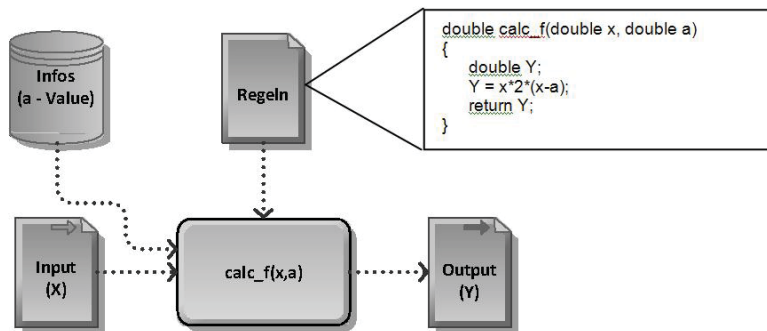 Infos
(a - Value)
Regeln
double calc_f(double x, double a)
{
double Y;
Y = x*2*(x-a);
return Y;
}
Input
(X)
calc_f(x,a)
Output
(Y)